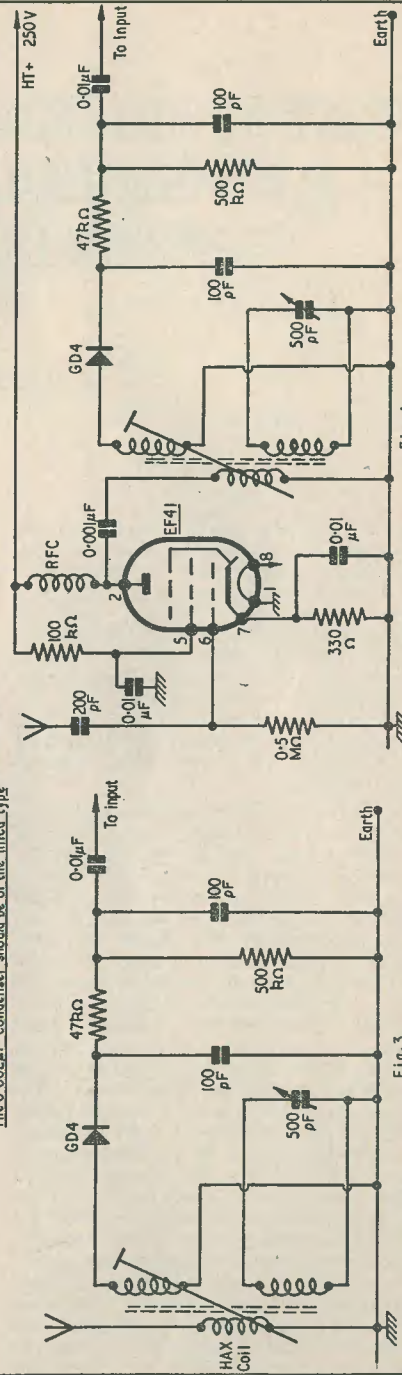 The 0·002μF condenser should be of the mica type
HAX
Coil
GD4
47kΩ
0·01μF
To input
100
pF
500
pF
500
kΩ
100
pF
Earth
Fig. 3
200
pF
100
kΩ
0·01
μF
0·5
MΩ
RFC
0·001μF
EF41
2
5
6
7
1
8
330
Ω
0·01
μF
GD4
47kΩ
0·01μF
HT+ 250V
To input
100
pF
500
pF
500
kΩ
100
pF
Earth